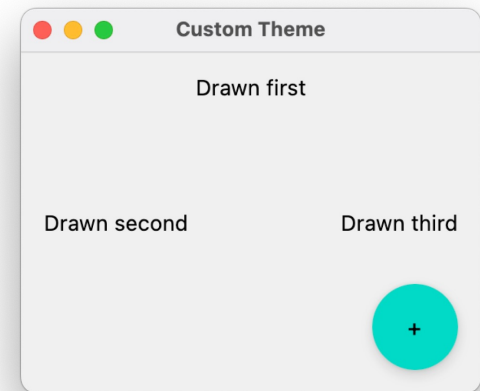 Custom Theme
Drawn first
Drawn second
Drawn third
+